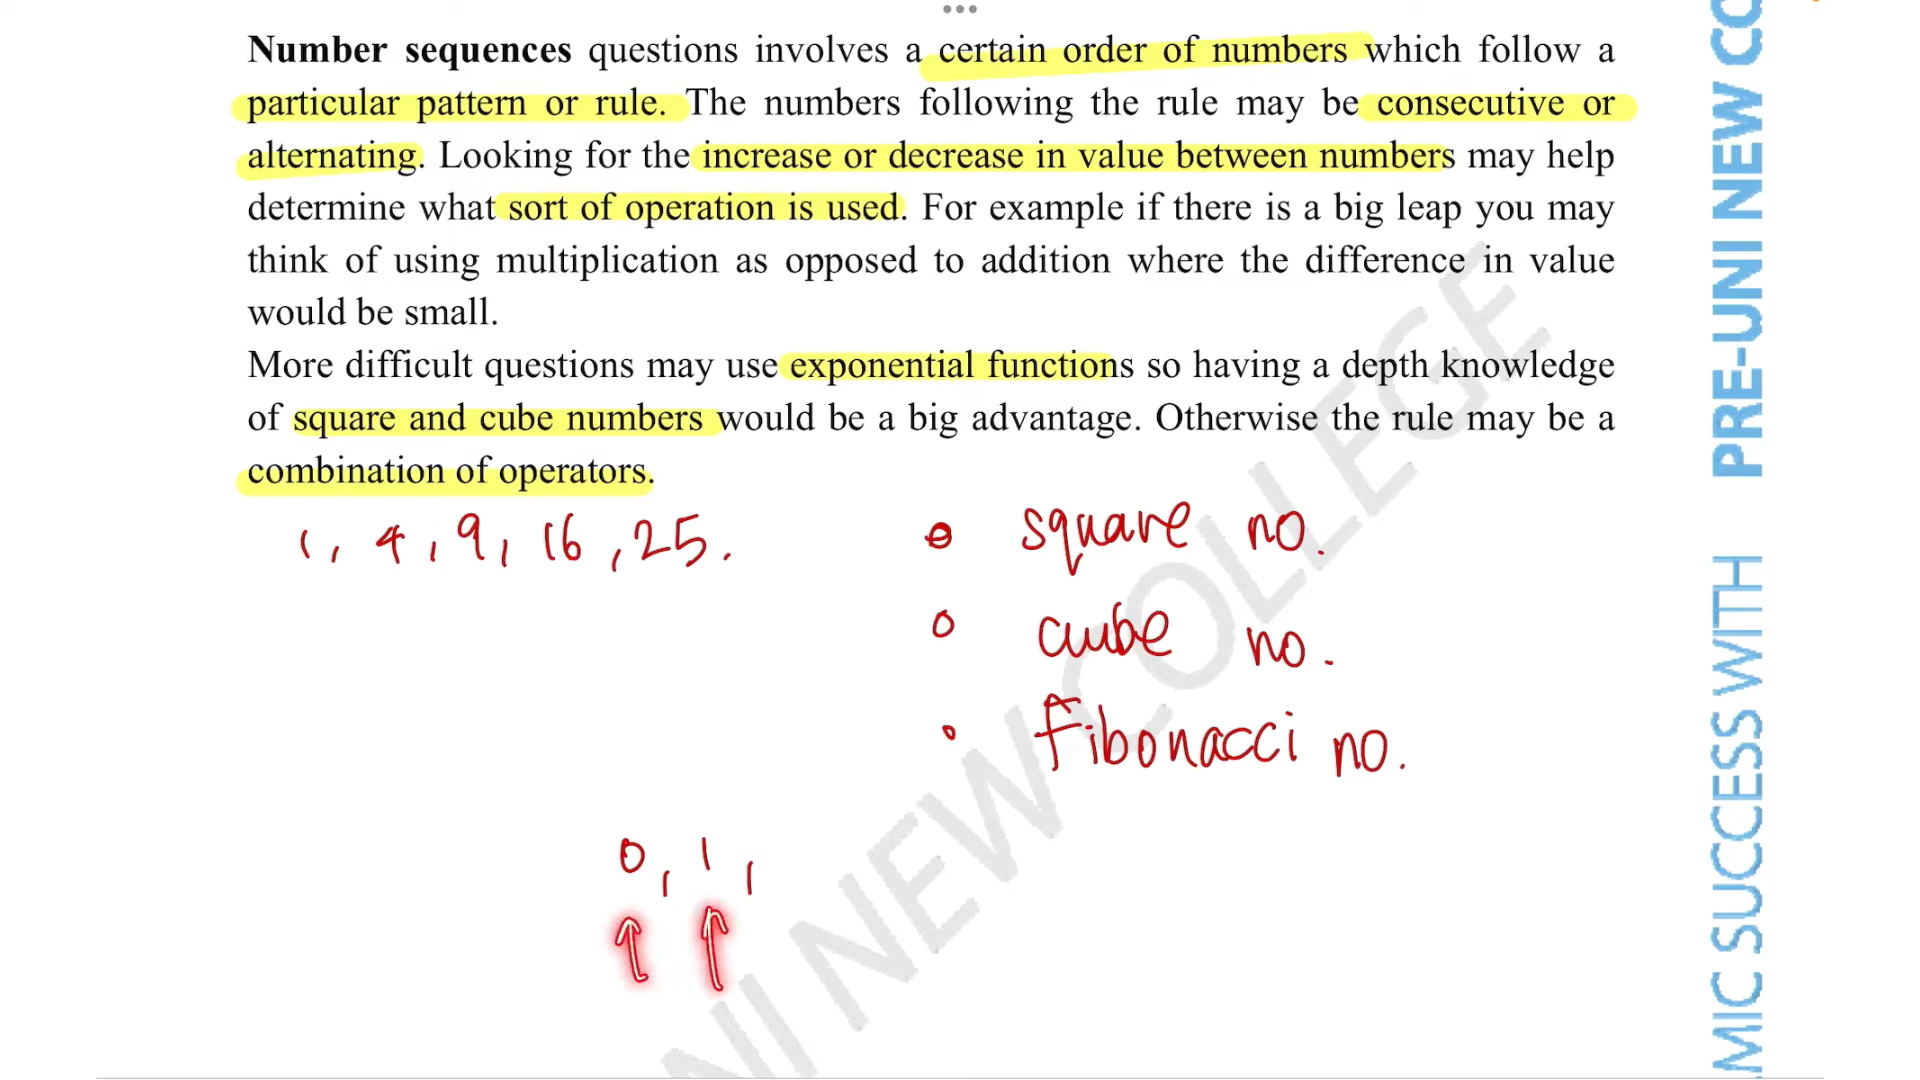 Number sequences questions involves a certain order of numbers which follow a
particular pattern or rule. The numbers following the rule may be consecutive or
alternating. Looking for the increase or decrease in value between numbers may help
determine what sort of operation is used. For example if there is a big leap you may
think of using multiplication as opposed to addition where the difference in value
would be small.
More difficult questions may use exponential functions so having a depth knowledge
of square and cube numbers would be a big advantage. Otherwise the rule may be a
combination of operators.
1, 4, 9, 16, 25.
square no.
cube no.
fibonacci no.
0, 1,
NI NEW COLLEGE
MIC SUCCESS WITH PRE-UNI NEW CO